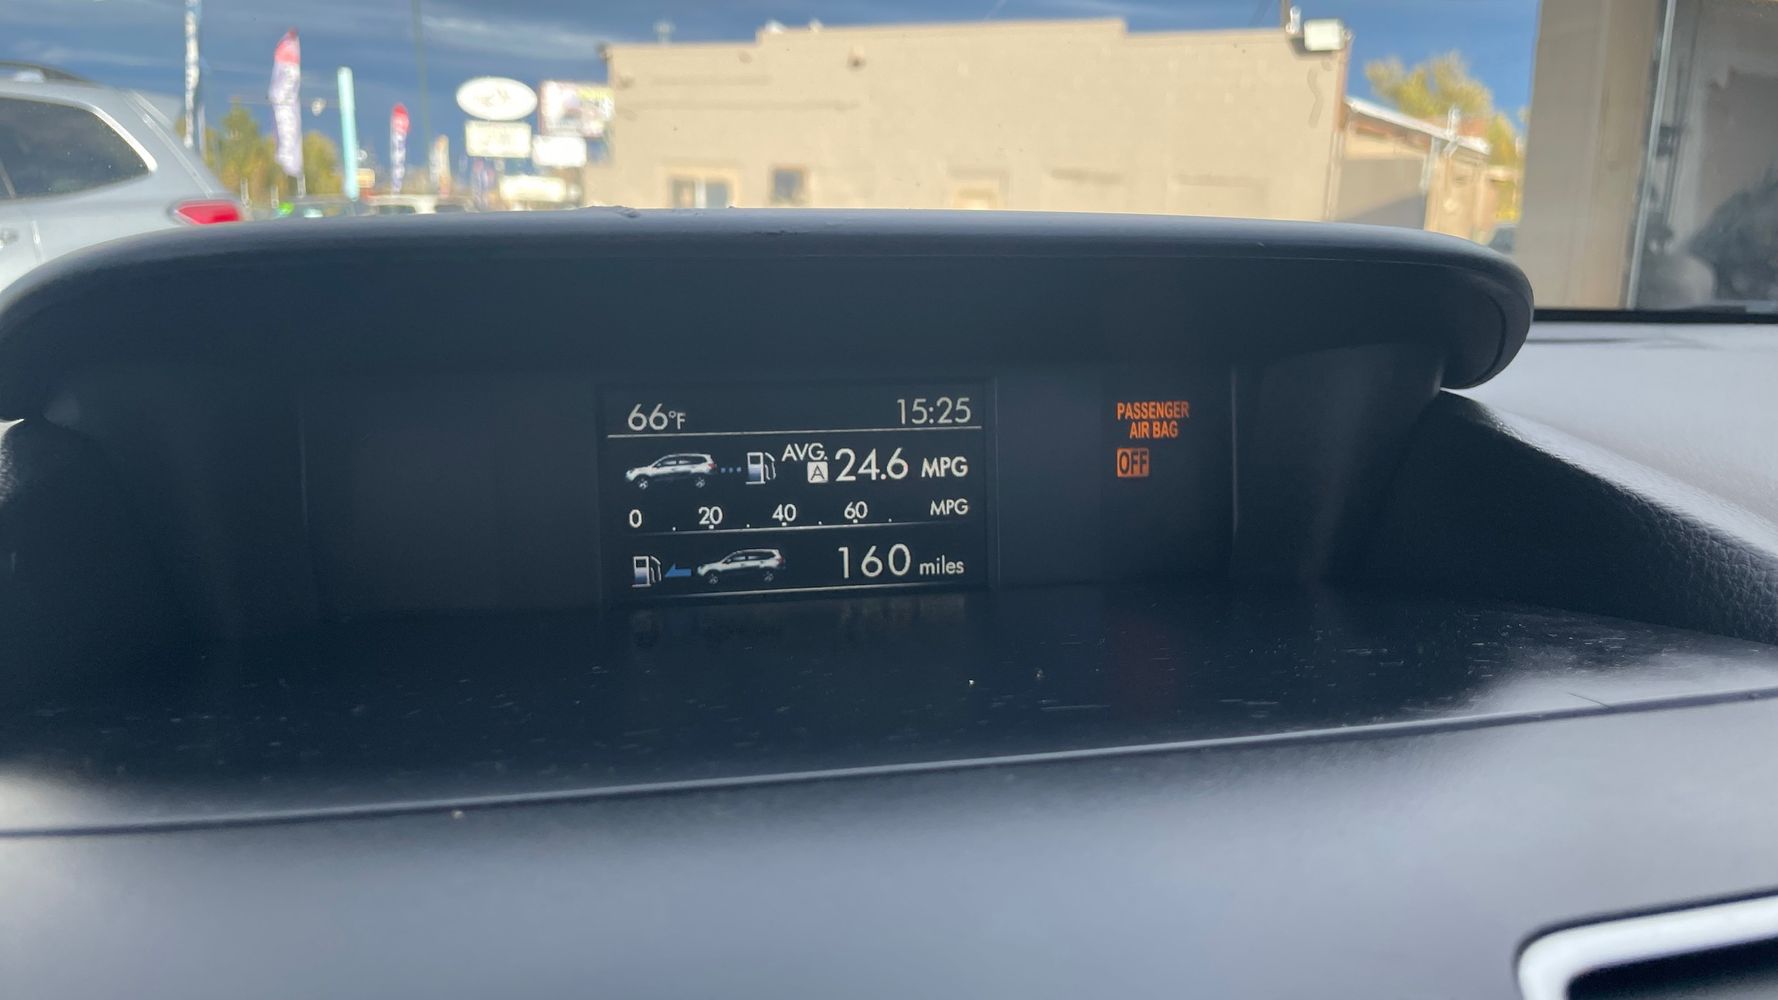 66°F 15:25
AVG. A 24.6 MPG
0 . 20 . 40 . 60 . MPG
160 miles
PASSENGER
AIR BAG
OFF